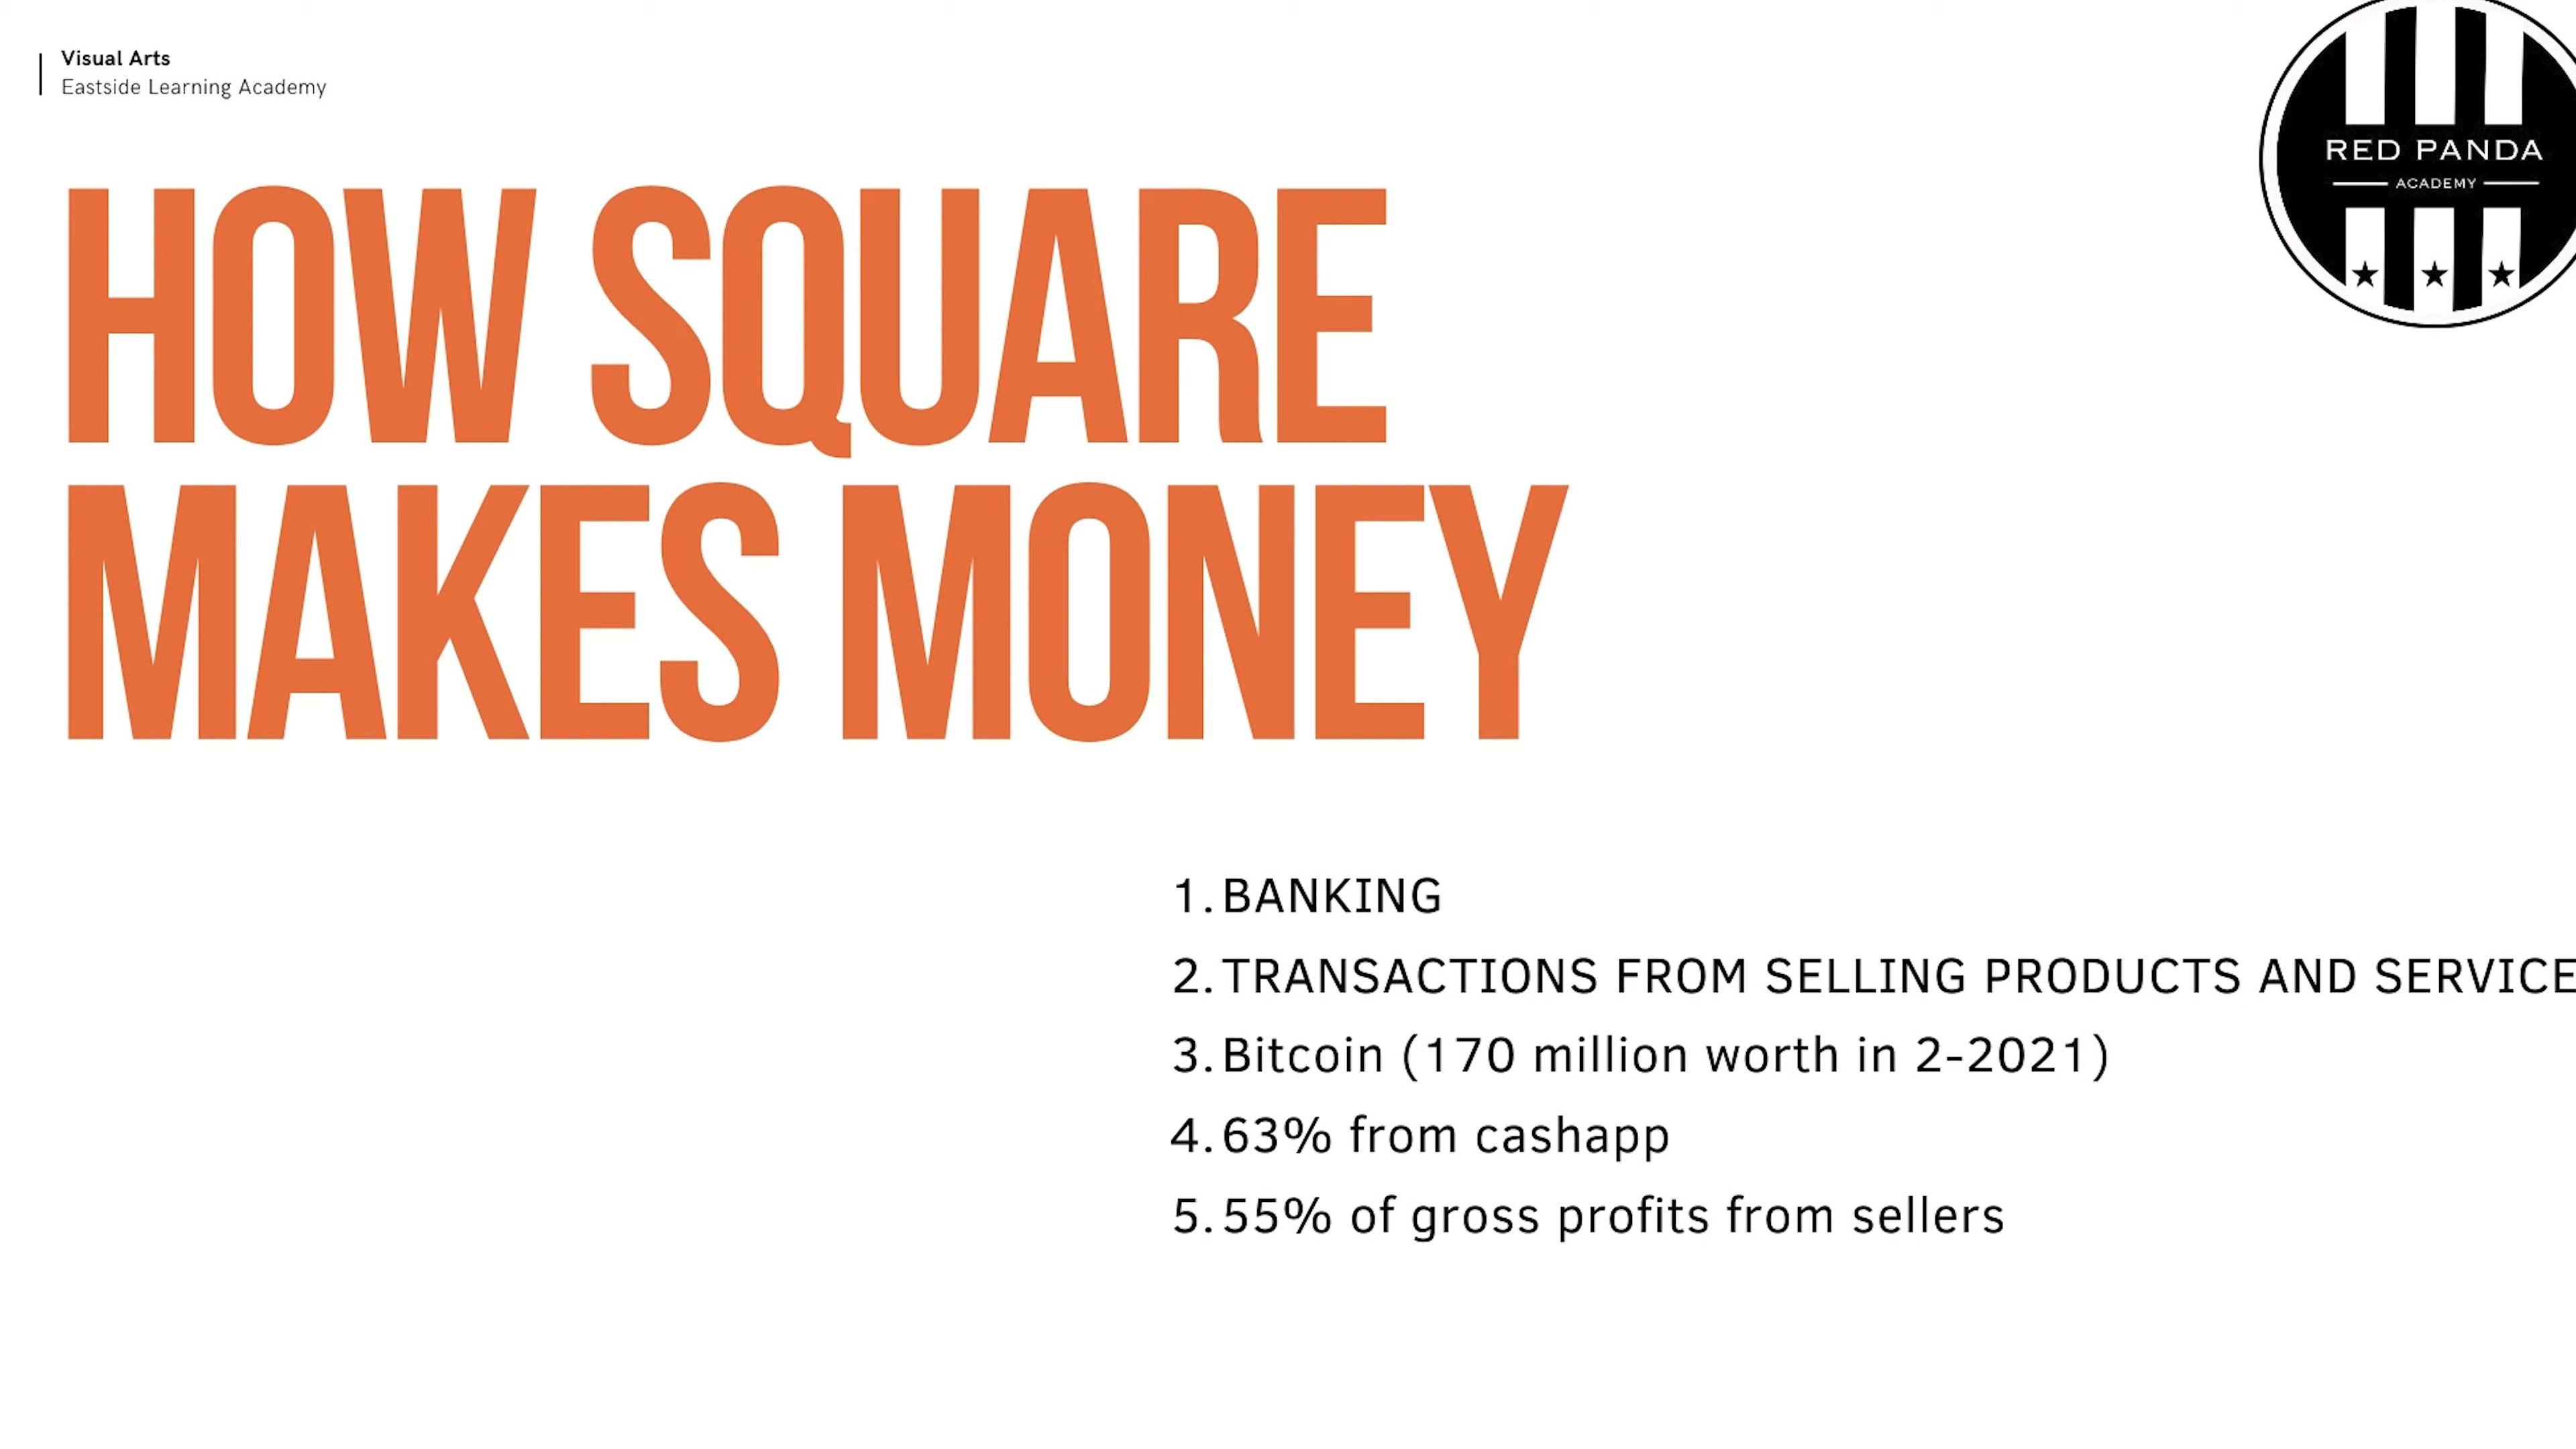 Visual Arts
Eastside Learning Academy
RED PANDA
ACADEMY
HOW SQUARE
MAKES MONEY
1. BANKING
2. TRANSACTIONS FROM SELLING PRODUCTS AND SERVICE
3. Bitcoin (170 million worth in 2-2021)
4. 63% from cashapp
5. 55% of gross profits from sellers